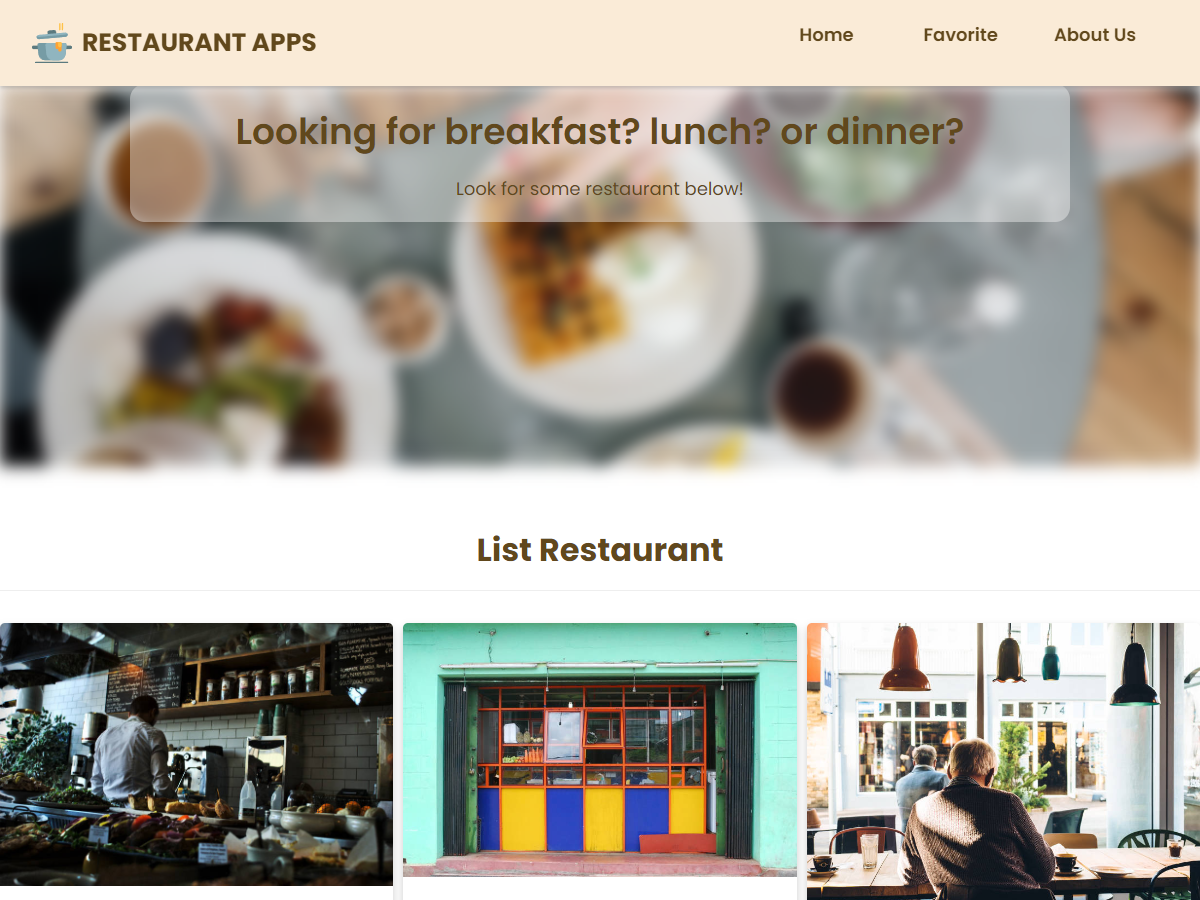 RESTAURANT APPS
Home
Favorite
About Us
Looking for breakfast? lunch? or dinner?
Look for some restaurant below!
List Restaurant